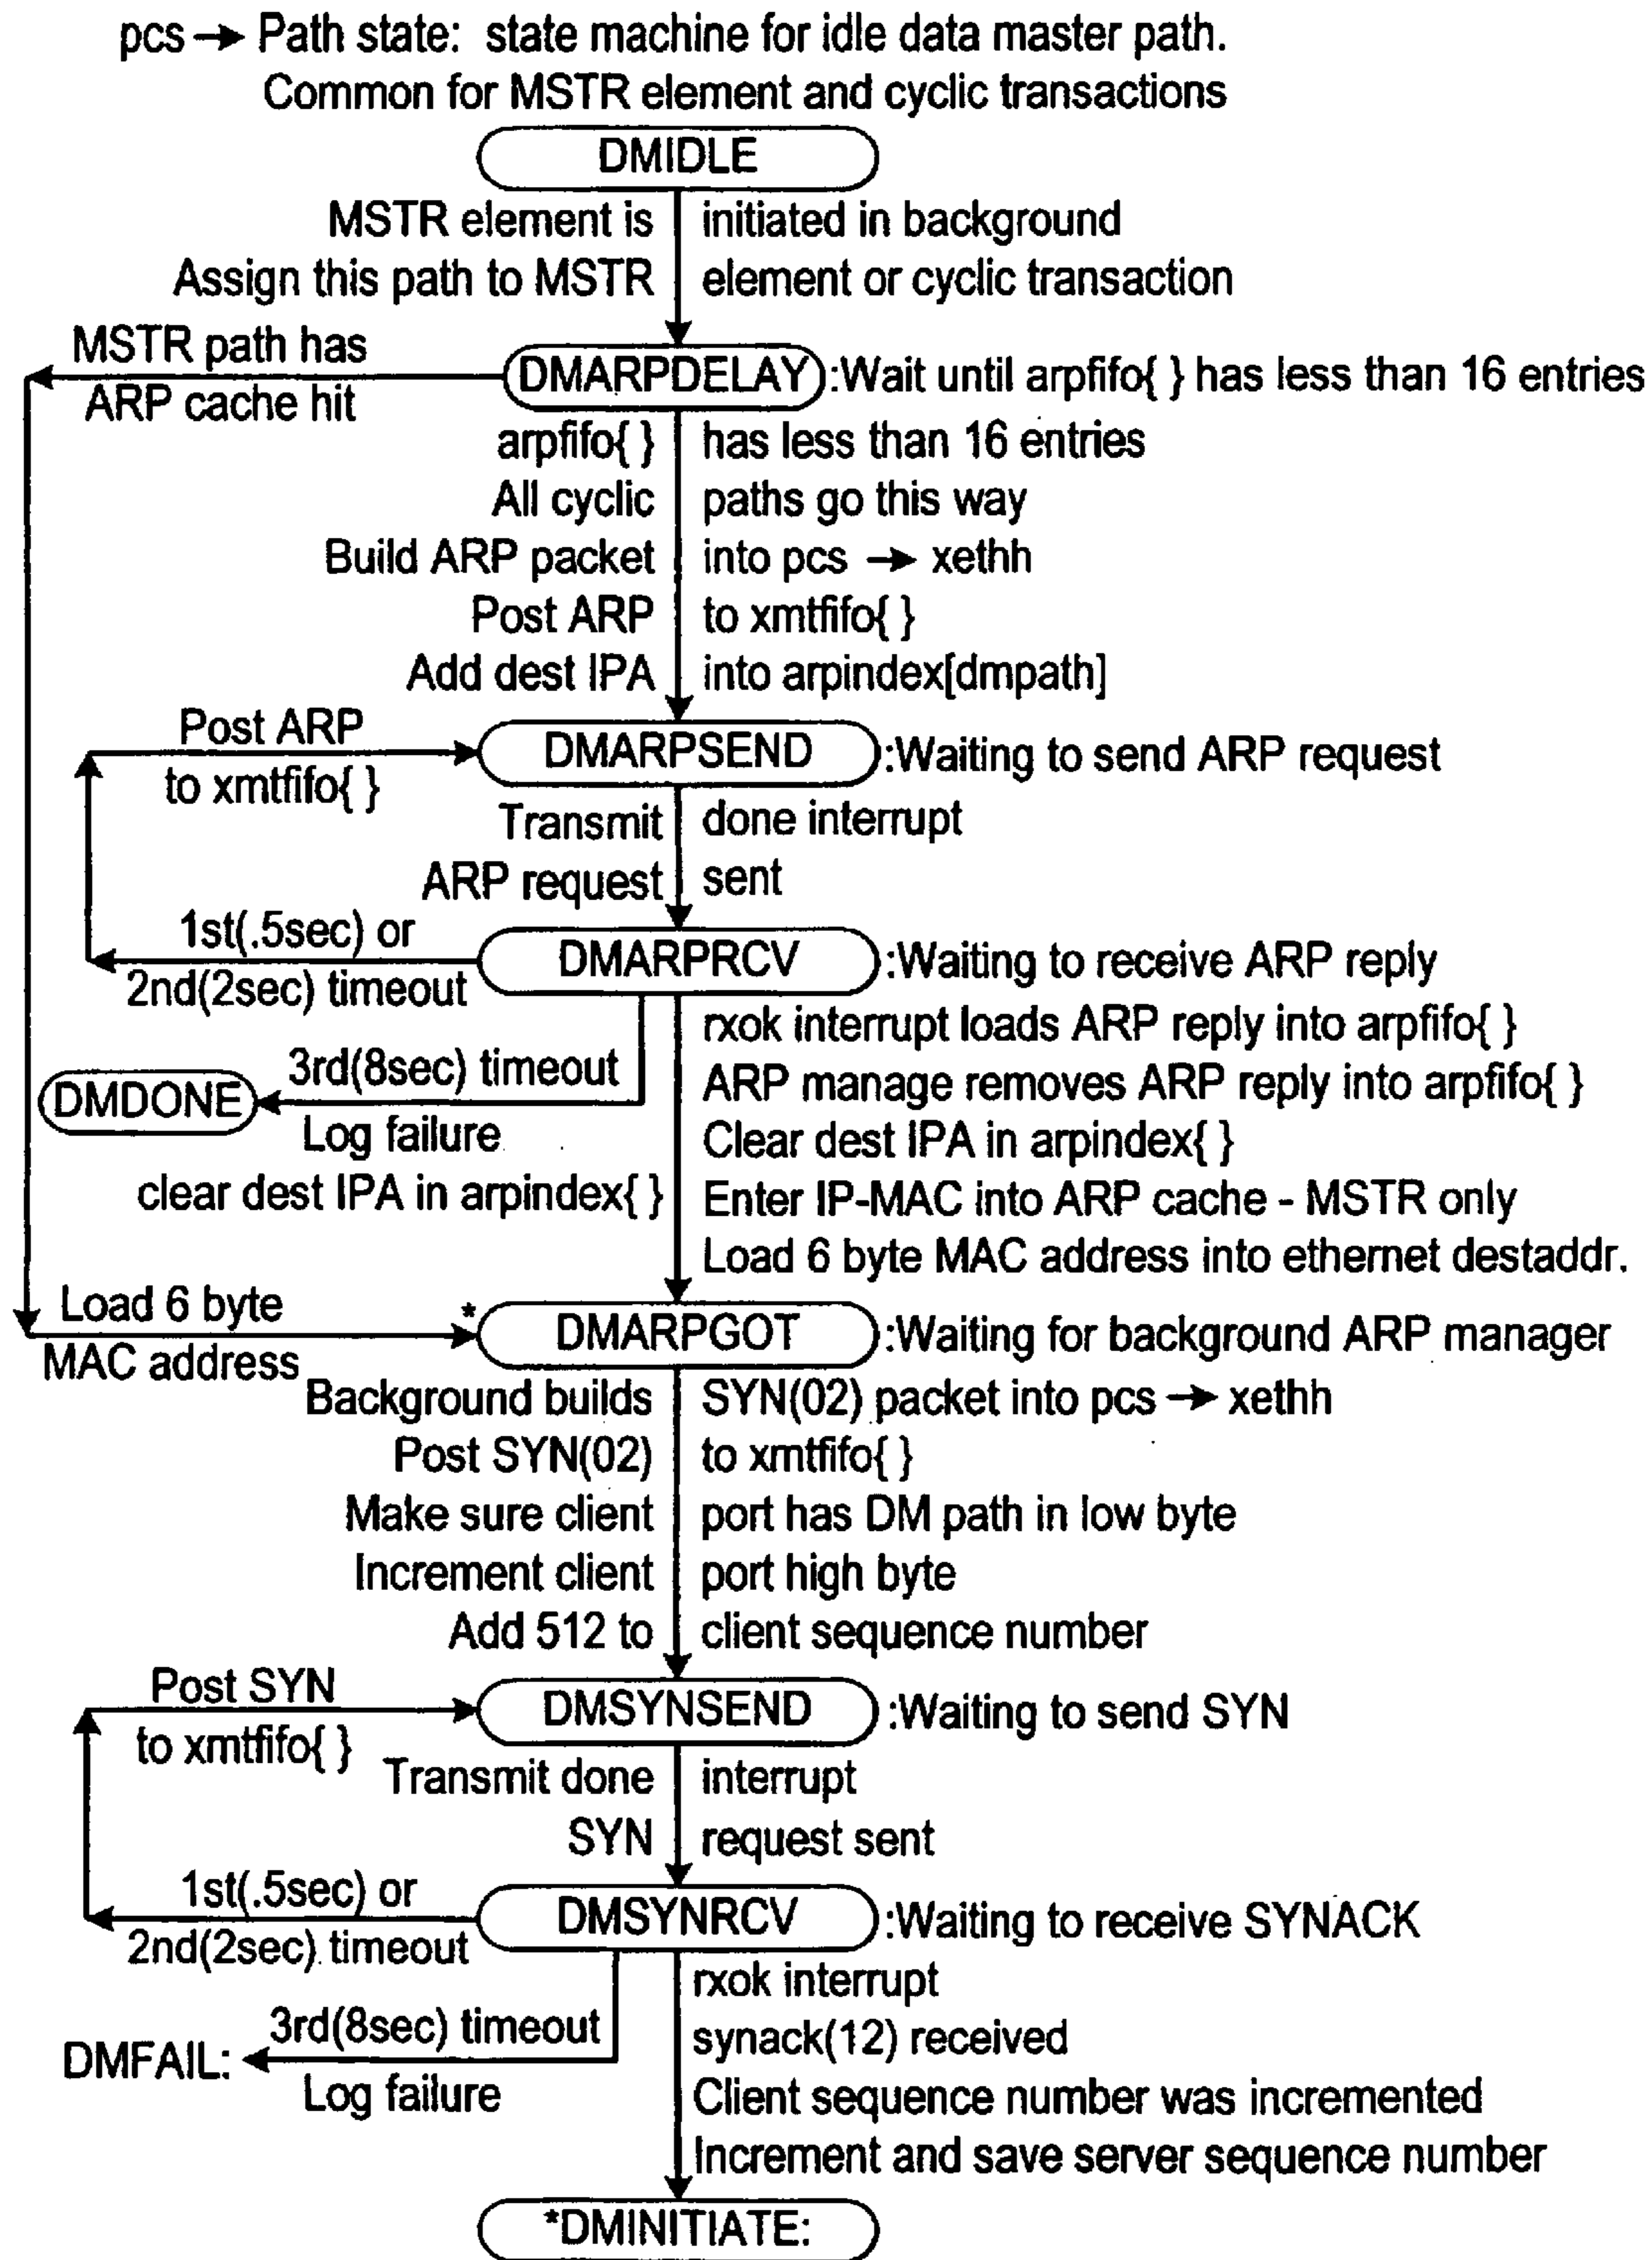 pcs → Path state: state machine for idle data master path.
Common for MSTR element and cyclic transactions
DMIDLE
MSTR element is initiated in background
Assign this path to MSTR element or cyclic transaction
MSTR path has
ARP cache hit
DMARPDELAY :Wait until arpfifo{ } has less than 16 entries
arpfifo{ } has less than 16 entries
All cyclic paths go this way
Build ARP packet into pcs → xethh
Post ARP to xmtfifo{ }
Add dest IPA into arpindex[dmpath]
Post ARP
to xmtfifo{ }
DMARPSEND :Waiting to send ARP request
Transmit done interrupt
ARP request sent
1st(.5sec) or
2nd(2sec) timeout
DMARPRCV :Waiting to receive ARP reply
rxok interrupt loads ARP reply into arpfifo{ }
3rd(8sec) timeout
ARP manage removes ARP reply into arpfifo{ }
DMDONE
Log failure
Clear dest IPA in arpindex{ }
clear dest IPA in arpindex{ }
Enter IP-MAC into ARP cache - MSTR only
Load 6 byte MAC address into ethernet destaddr.
Load 6 byte
MAC address
* DMARPGOT :Waiting for background ARP manager
Background builds SYN(02) packet into pcs → xethh
Post SYN(02) to xmtfifo{ }
Make sure client port has DM path in low byte
Increment client port high byte
Add 512 to client sequence number
Post SYN
to xmtfifo{ }
DMSYNSEND :Waiting to send SYN
Transmit done interrupt
SYN request sent
1st(.5sec) or
2nd(2sec) timeout
DMSYNRCV :Waiting to receive SYNACK
rxok interrupt
3rd(8sec) timeout
synack(12) received
DMFAIL:
Log failure
Client sequence number was incremented
Increment and save server sequence number
*DMINITIATE: